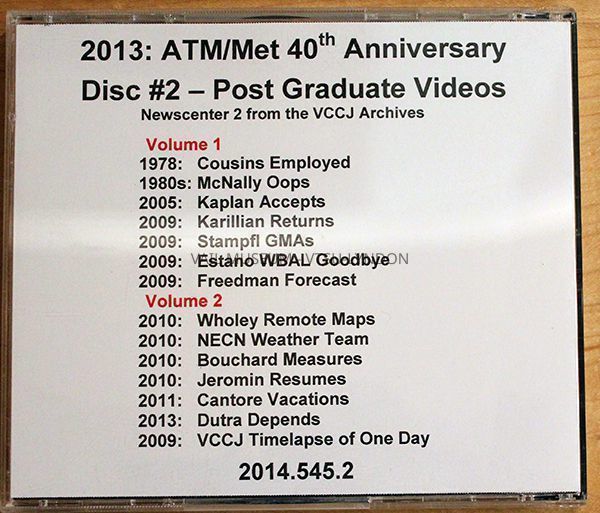 2013: ATM/Met 40th Anniversary
Disc #2 – Post Graduate Videos
Newscenter 2 from the VCCJ Archives
Volume 1
1978: Cousins Employed
1980s: McNally Oops
2005: Kaplan Accepts
2009: Karillian Returns
2009: Stampfl GMAs
2009: Estano WBAL Goodbye
2009: Freedman Forecast
Volume 2
2010: Wholey Remote Maps
2010: NECN Weather Team
2010: Bouchard Measures
2010: Jeromin Resumes
2011: Cantore Vacations
2013: Dutra Depends
2009: VCCJ Timelapse of One Day
2014.545.2